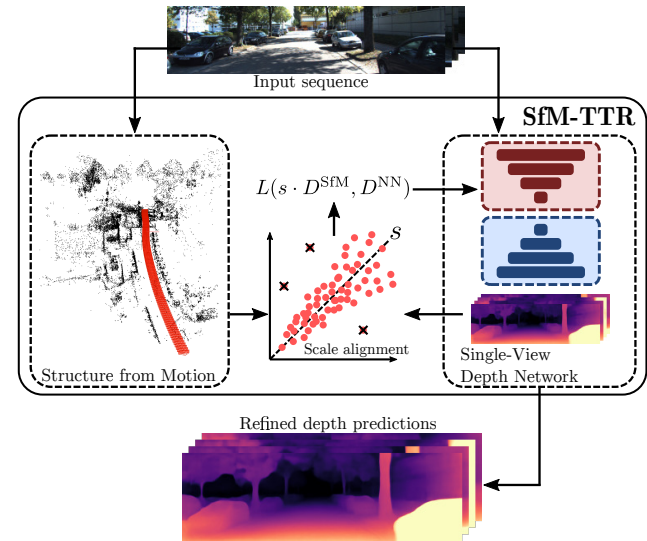 Input sequence
SfM-TTR
L(s · D^SfM, D^NN)
s
Scale alignment
Structure from Motion
Single-View
Depth Network
Refined depth predictions